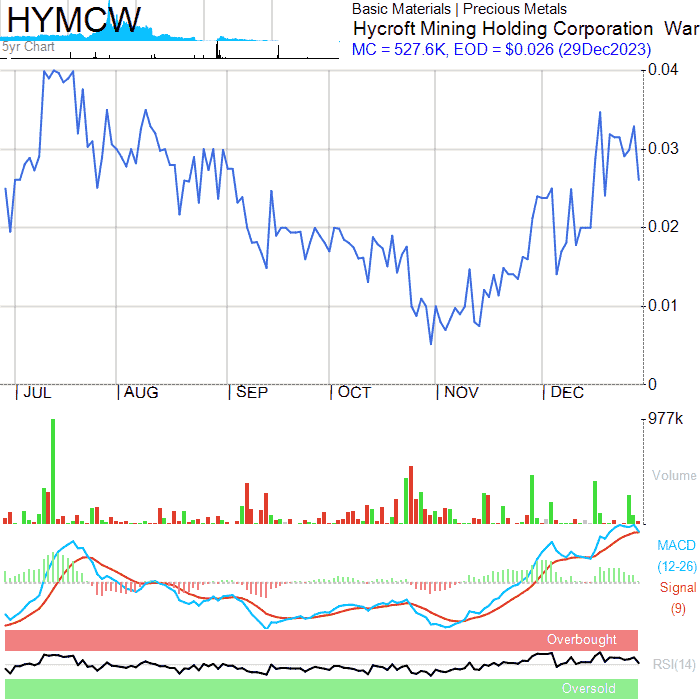 HYMCW
5yr Chart
Basic Materials | Precious Metals
Hycroft Mining Holding Corporation War
MC = 527.6K, EOD = $0.026 (29Dec2023)
0.04
0.03
0.02
0.01
0
JUL AUG SEP OCT NOV DEC
977k
Volume
MACD
(12-26)
Signal
(9)
Overbought
RSI(14)
Oversold